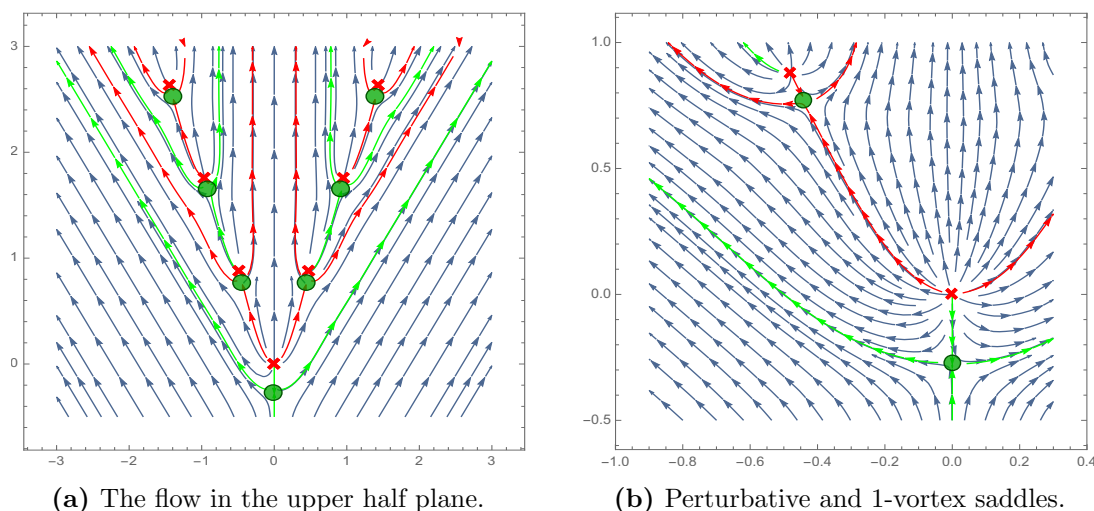 3
2
1
0
−3 −2 −1 0 1 2 3
(a) The flow in the upper half plane.
1.0
0.5
0.0
−0.5
−1.0 −0.8 −0.6 −0.4 −0.2 0.0 0.2 0.4
(b) Perturbative and 1-vortex saddles.